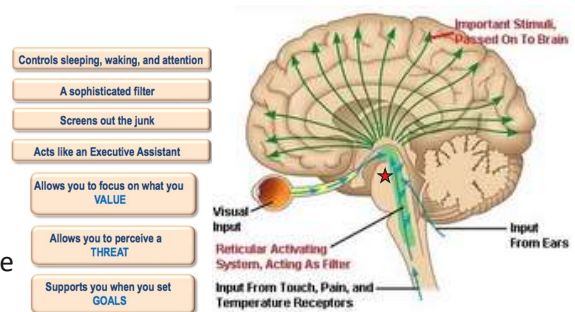 Controls sleeping, waking, and attention
A sophisticated filter
Screens out the junk
Acts like an Executive Assistant
Allows you to focus on what you
VALUE
Allows you to perceive a
THREAT
Supports you when you set
GOALS
e
Important Stimuli,
Passed On To Brain
Visual
Input
Reticular Activating
System, Acting As Filter
Input From Touch, Pain, and
Temperature Receptors
Input
From Ears